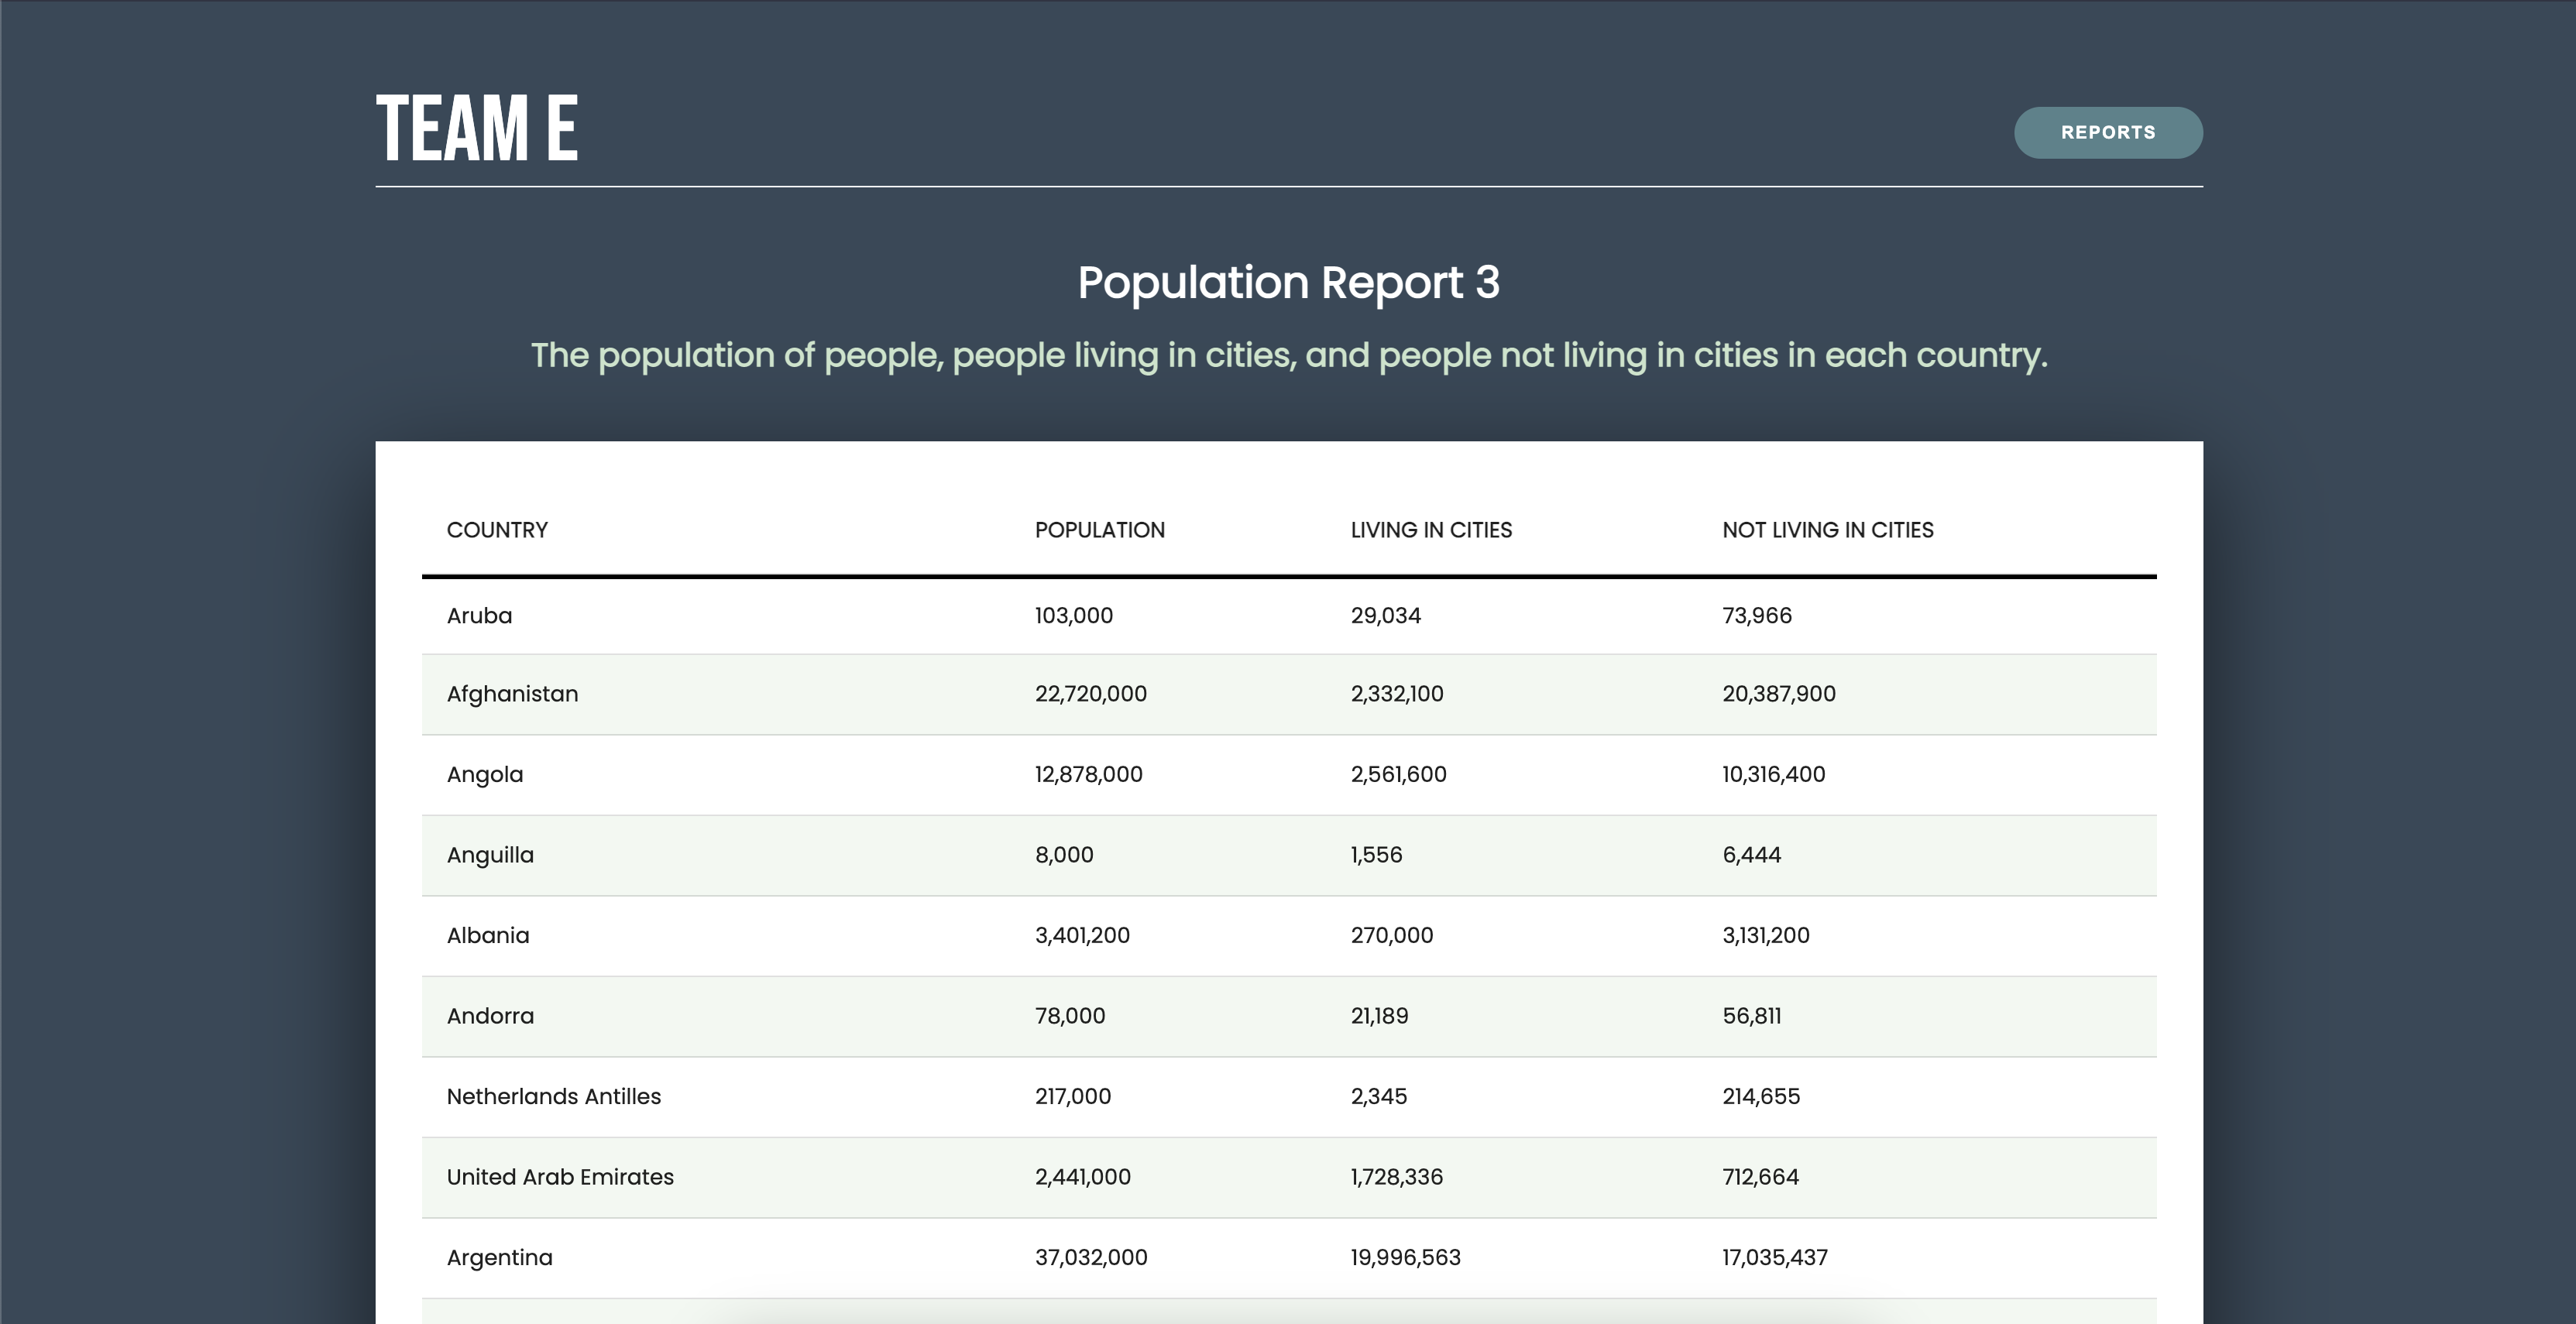 TEAM E
REPORTS
Population Report 3
The population of people, people living in cities, and people not living in cities in each country.
COUNTRY POPULATION LIVING IN CITIES NOT LIVING IN CITIES
Aruba 103,000 29,034 73,966
Afghanistan 22,720,000 2,332,100 20,387,900
Angola 12,878,000 2,561,600 10,316,400
Anguilla 8,000 1,556 6,444
Albania 3,401,200 270,000 3,131,200
Andorra 78,000 21,189 56,811
Netherlands Antilles 217,000 2,345 214,655
United Arab Emirates 2,441,000 1,728,336 712,664
Argentina 37,032,000 19,996,563 17,035,437